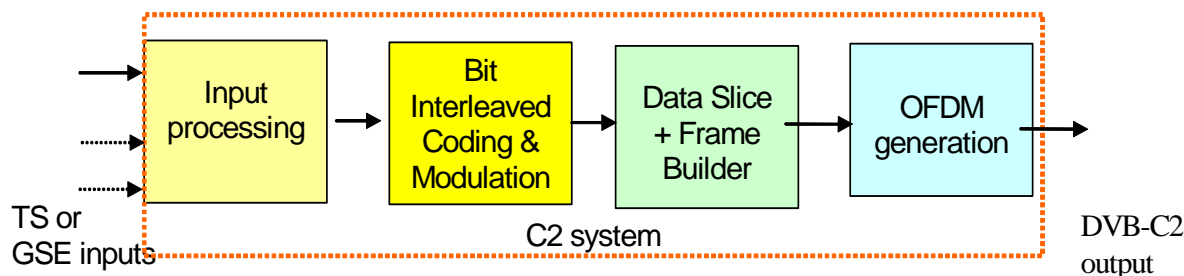 Input
processing
Bit
Interleaved
Coding &
Modulation
Data Slice
+ Frame
Builder
OFDM
generation
TS or
GSE inputs
C2 system
DVB-C2
output